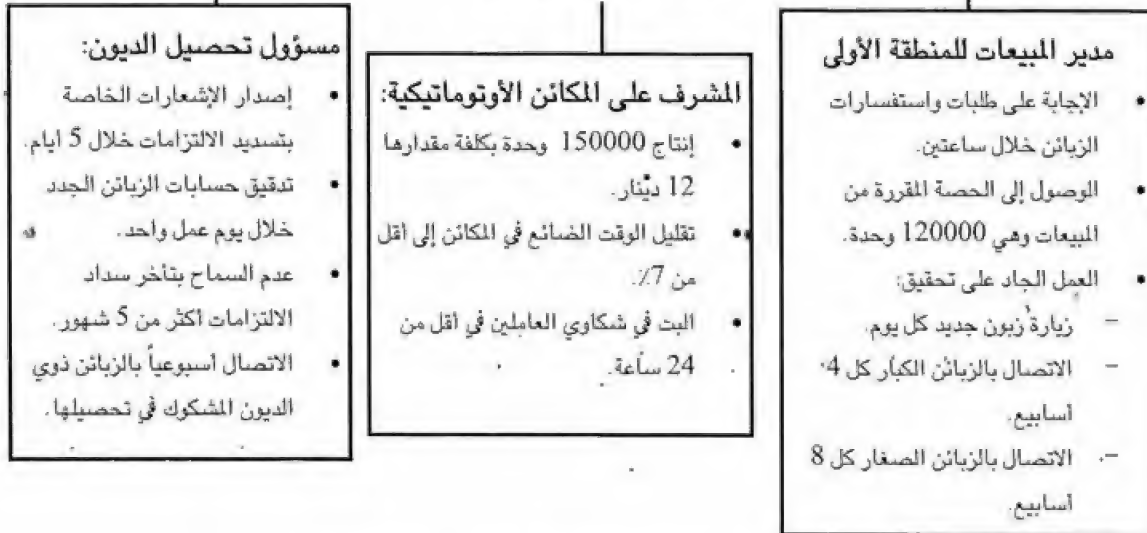 مدير المبيعات للمنطقة الأولى
• الإجابة على طلبات واستفسارات
الزبائن خلال ساعتين.
• الوصول إلى الحصة المقررة من
المبيعات وهي 120000 وحدة.
• العمل الجاد على تحقيق:
– زيارة زبون جديد كل يوم.
– الاتصال بالزبائن الكبار كل 4
أسابيع.
– الاتصال بالزبائن الصغار كل 8
أسابيع.
المشرف على المكائن الأوتوماتيكية:
• إنتاج 150000 وحدة بكلفة مقدارها
12 دينار.
• تقليل الوقت الضائع في المكائن إلى أقل
من 7٪.
• البت في شكاوي العاملين في أقل من
24 ساعة.
مسؤول تحصيل الديون:
• إصدار الإشعارات الخاصة
بتسديد الالتزامات خلال 5 ايام.
• تدقيق حسابات الزبائن الجدد
خلال يوم عمل واحد.
• عدم السماح بتأخر سداد
الالتزامات أكثر من 5 شهور.
• الاتصال أسبوعياً بالزبائن ذوي
الديون المشكوك في تحصيلها.